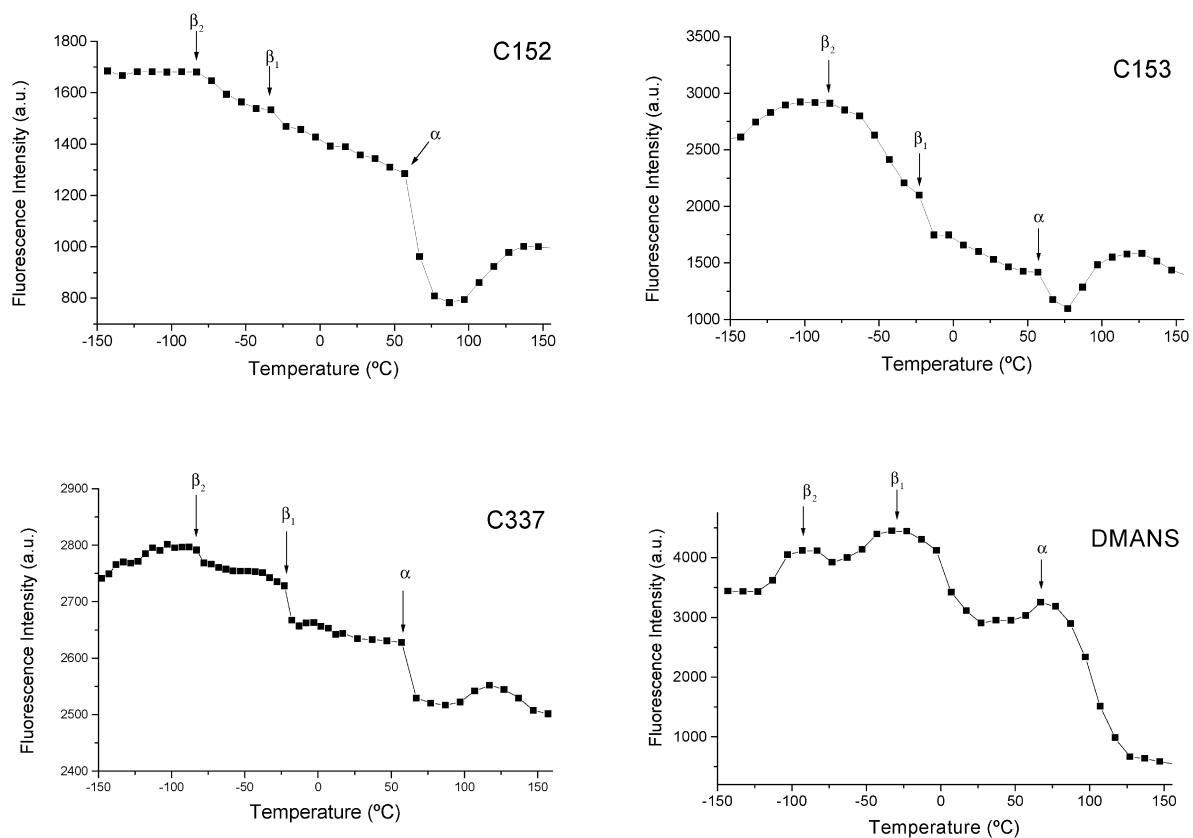 β₂
C152
β₁
α
Fluorescence Intensity (a.u.)
1800
1600
1400
1200
1000
800
-150 -100 -50 0 50 100 150
Temperature (ºC)
β₂
C153
β₁
α
Fluorescence Intensity (a.u.)
3500
3000
2500
2000
1500
1000
-150 -100 -50 0 50 100 150
Temperature (ºC)
β₂
C337
β₁
α
Fluorescence Intensity (a.u.)
2900
2800
2700
2600
2500
2400
-150 -100 -50 0 50 100 150
Temperature (ºC)
β₂
β₁
DMANS
α
Fluorescence Intensity (a.u.)
4000
3000
2000
1000
-150 -100 -50 0 50 100 150
Temperature (ºC)